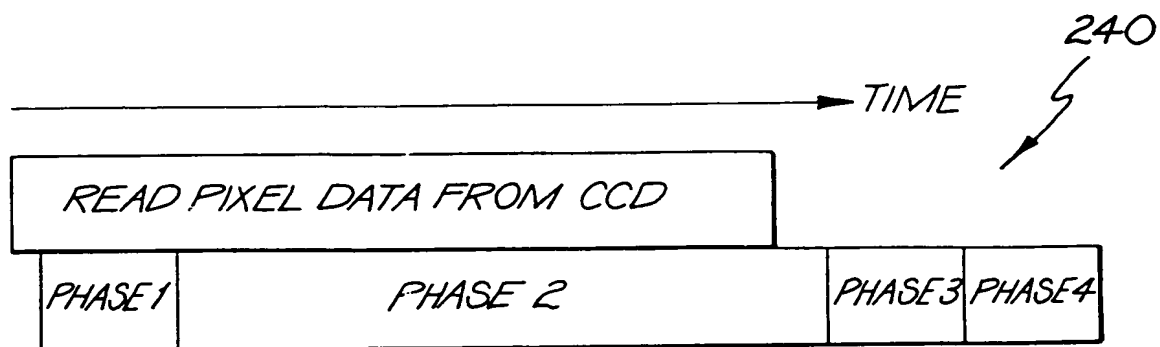 240
TIME
READ PIXEL DATA FROM CCD
PHASE 1 PHASE 2 PHASE 3 PHASE 4